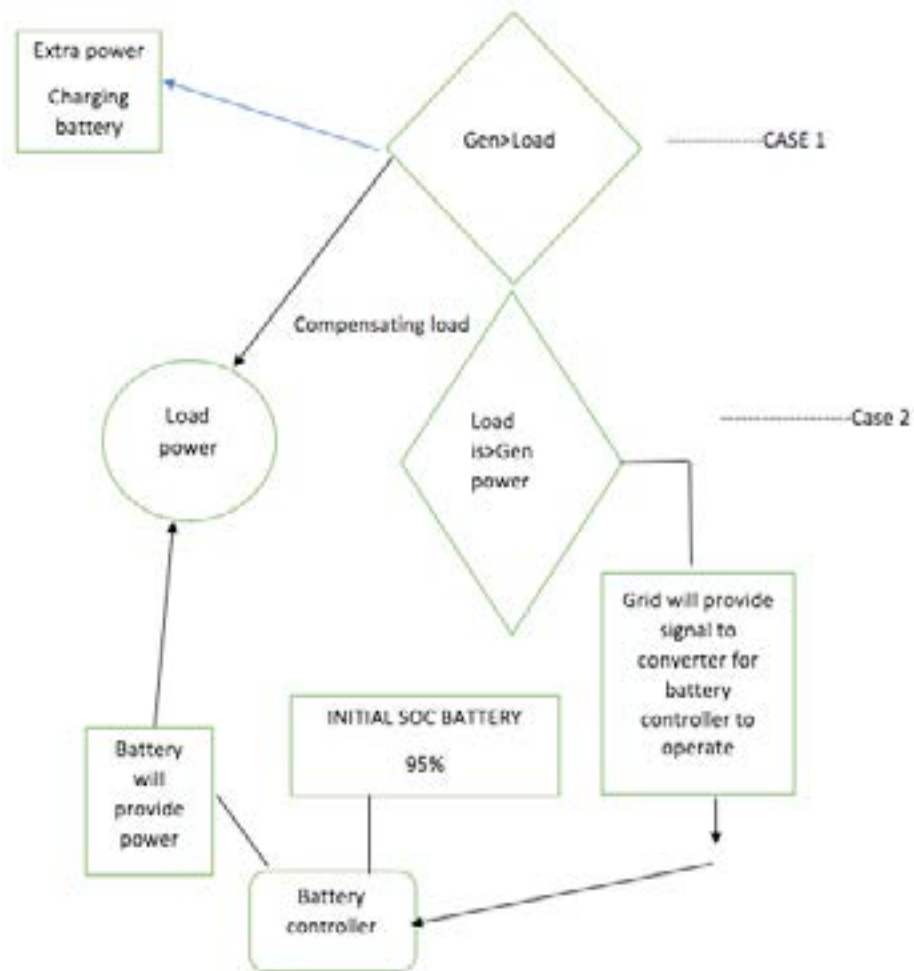 Extra power
Charging
battery
Gen>Load
---------------CASE 1
Compensating load
Load
power
Load
is>Gen
power
---------------Case 2
Grid will provide
signal to
converter for
battery
controller to
operate
INITIAL SOC BATTERY
95%
Battery
will
provide
power
Battery
controller